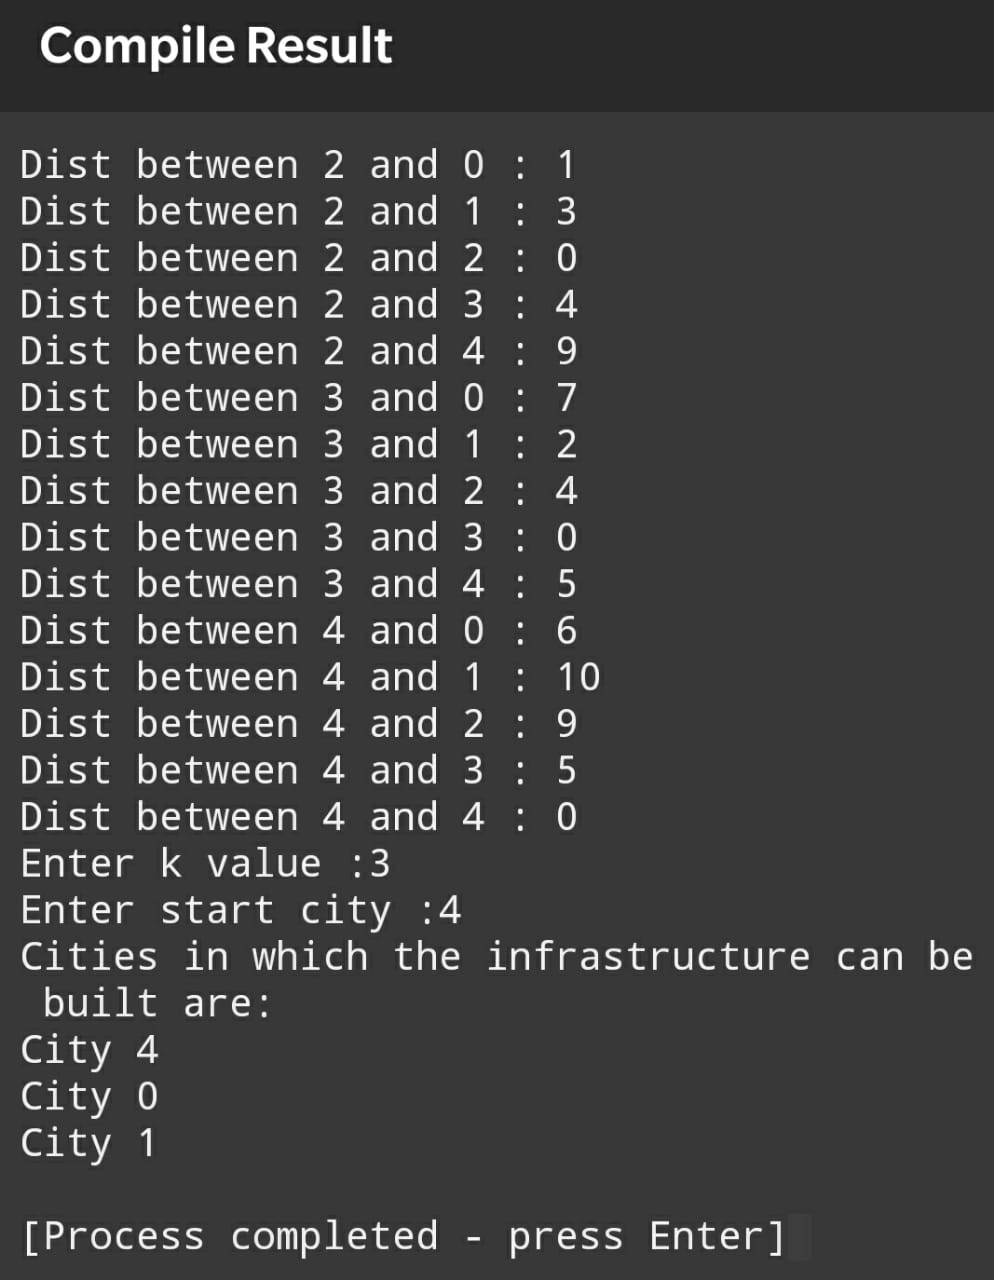 Compile Result
Dist between 2 and 0 : 1
Dist between 2 and 1 : 3
Dist between 2 and 2 : 0
Dist between 2 and 3 : 4
Dist between 2 and 4 : 9
Dist between 3 and 0 : 7
Dist between 3 and 1 : 2
Dist between 3 and 2 : 4
Dist between 3 and 3 : 0
Dist between 3 and 4 : 5
Dist between 4 and 0 : 6
Dist between 4 and 1 : 10
Dist between 4 and 2 : 9
Dist between 4 and 3 : 5
Dist between 4 and 4 : 0
Enter k value :3
Enter start city :4
Cities in which the infrastructure can be
 built are:
City 4
City 0
City 1
[Process completed - press Enter]